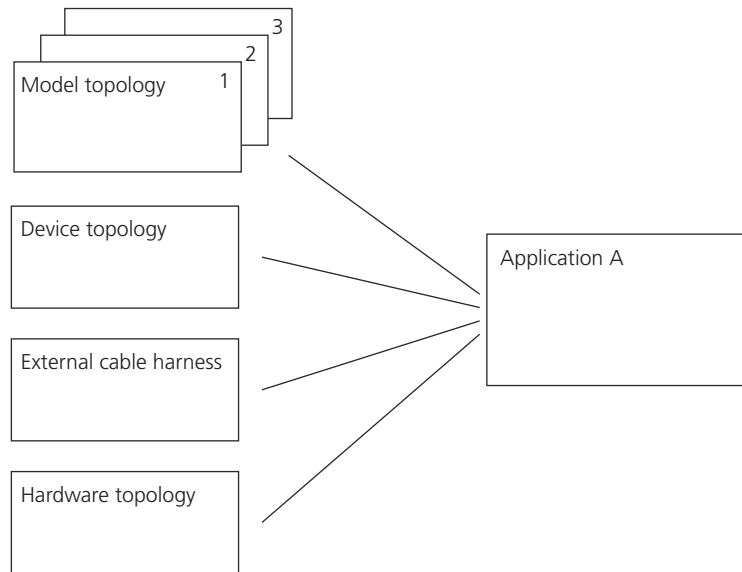 3
2
Model topology 1
Device topology
Application A
External cable harness
Hardware topology